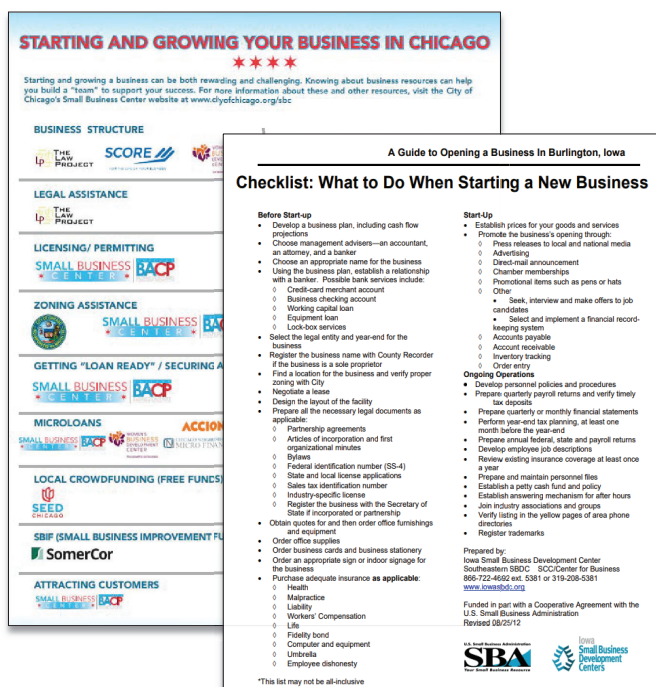 STARTING AND GROWING YOUR BUSINESS IN CHICAGO
Starting and growing a business can be both rewarding and challenging. Knowing about business resources can help
you build a "team" to support your success. For more information about these and other resources, visit the City of
Chicago's Small Business Center website at www.cityofchicago.org/sbc
BUSINESS STRUCTURE
Lp THE
LAW
PROJECT
SCORE
LEGAL ASSISTANCE
Lp THE
LAW
PROJECT
LICENSING/ PERMITTING
SMALL BUSINESS
CENTER
BACP
ZONING ASSISTANCE
SMALL BUSINESS
CENTER
BAC
GETTING "LOAN READY" / SECURING A
SMALL BUSINESS
CENTER
BACP
MICROLOANS
SMALL BUSINESS
CENTER
BACP
WOMEN'S
BUSINESS
DEVELOPMENT
CENTER
ACCION
MICRO FINAN
LOCAL CROWDFUNDING (FREE FUNDS)
SEED
CHICAGO
SBIF (SMALL BUSINESS IMPROVEMENT FU
SomerCor
ATTRACTING CUSTOMERS
SMALL BUSINESS
CENTER
BACP
A Guide to Opening a Business In Burlington, Iowa
Checklist: What to Do When Starting a New Business
Before Start-up
• Develop a business plan, including cash flow
projections
• Choose management advisers—an accountant,
an attorney, and a banker
• Choose an appropriate name for the business
• Using the business plan, establish a relationship
with a banker. Possible bank services include:
◊ Credit-card merchant account
◊ Business checking account
◊ Working capital loan
◊ Equipment loan
◊ Lock-box services
• Select the legal entity and year-end for the
business
• Register the business name with County Recorder
if the business is a sole proprietor
• Find a location for the business and verify proper
zoning with City
• Negotiate a lease
• Design the layout of the facility
• Prepare all the necessary legal documents as
applicable:
◊ Partnership agreements
◊ Articles of incorporation and first
organizational minutes
◊ Bylaws
◊ Federal identification number (SS-4)
◊ State and local license applications
◊ Sales tax identification number
◊ Industry-specific license
◊ Register the business with the Secretary of
State if incorporated or partnership
• Obtain quotes for and then order office furnishings
and equipment
• Order office supplies
• Order business cards and business stationery
• Order an appropriate sign or indoor signage for
the business
• Purchase adequate insurance as applicable:
◊ Health
◊ Malpractice
◊ Liability
◊ Workers' Compensation
◊ Life
◊ Fidelity bond
◊ Computer and equipment
◊ Umbrella
◊ Employee dishonesty
*This list may not be all-inclusive
Start-Up
• Establish prices for your goods and services
• Promote the business's opening through:
◊ Press releases to local and national media
◊ Advertising
◊ Direct-mail announcement
◊ Chamber memberships
◊ Promotional items such as pens or hats
◊ Other
• Seek, interview and make offers to job
candidates
• Select and implement a financial record-
keeping system
◊ Accounts payable
◊ Account receivable
◊ Inventory tracking
◊ Order entry
Ongoing Operations
• Develop personnel policies and procedures
• Prepare quarterly payroll returns and verify timely
tax deposits
• Prepare quarterly or monthly financial statements
• Perform year-end tax planning, at least one
month before the year-end
• Prepare annual federal, state and payroll returns
• Develop employee job descriptions
• Review existing insurance coverage at least once
a year
• Prepare and maintain personnel files
• Establish a petty cash fund and policy
• Establish answering mechanism for after hours
• Join industry associations and groups
• Verify listing in the yellow pages of area phone
directories
• Register trademarks
Prepared by:
Iowa Small Business Development Center
Southeastern SBDC SCC/Center for Business
866-722-4692 ext. 5381 or 319-208-5381
www.iowasbdc.org
Funded in part with a Cooperative Agreement with the
U.S. Small Business Administration
Revised 08/25/12
U.S. Small Business Administration
SBA
Your Small Business Resource
Iowa
Small Business
Development
Centers